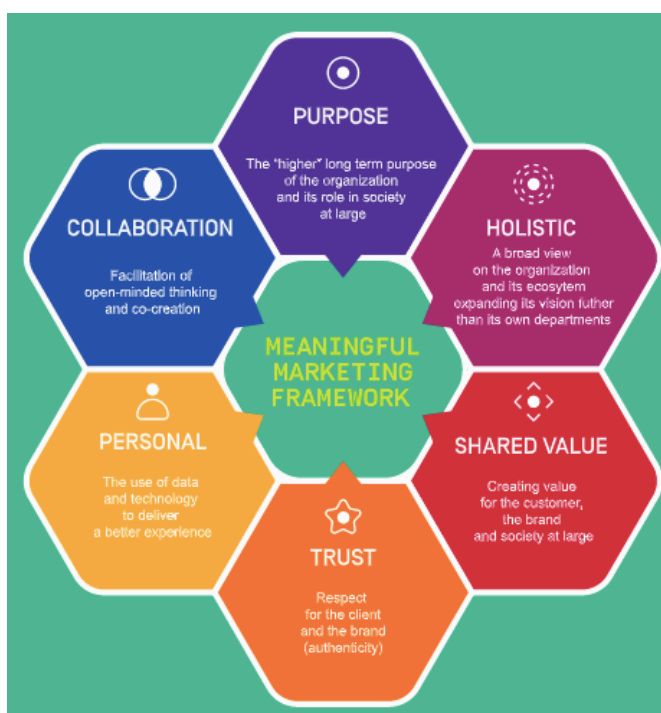 PURPOSE
The "higher" long term purpose
of the organization
and its role in society
at large
HOLISTIC
A broad view
on the organization
and its ecosytem
expanding its vision futher
than its own departments
SHARED VALUE
Creating value
for the customer,
the brand
and society at large
TRUST
Respect
for the client
and the brand
(authenticity)
PERSONAL
The use of data
and technology
to deliver
a better experience
COLLABORATION
Facilitation of
open-minded thinking
and co-creation
MEANINGFUL
MARKETING
FRAMEWORK